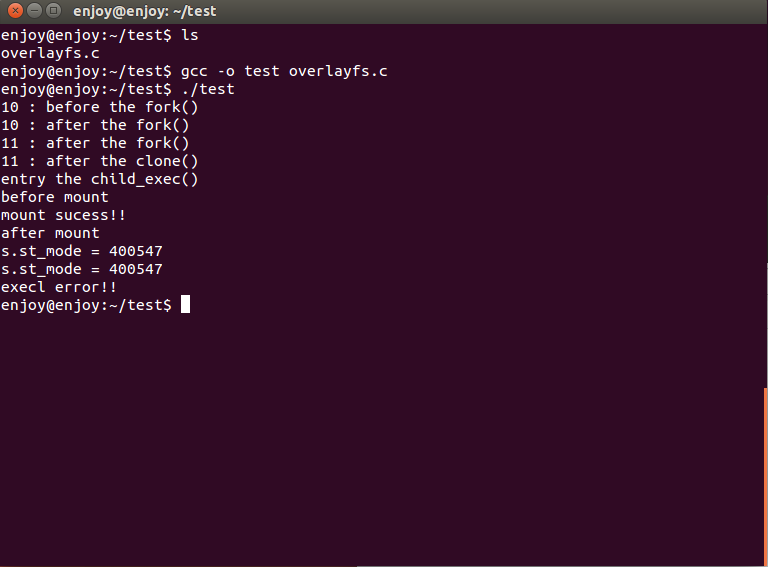 enjoy@enjoy: ~/test
enjoy@enjoy:~/test$ ls
overlayfs.c
enjoy@enjoy:~/test$ gcc -o test overlayfs.c
enjoy@enjoy:~/test$ ./test
10 : before the fork()
10 : after the fork()
11 : after the fork()
11 : after the clone()
entry the child_exec()
before mount
mount sucess!!
after mount
s.st_mode = 400547
s.st_mode = 400547
execl error!!
enjoy@enjoy:~/test$